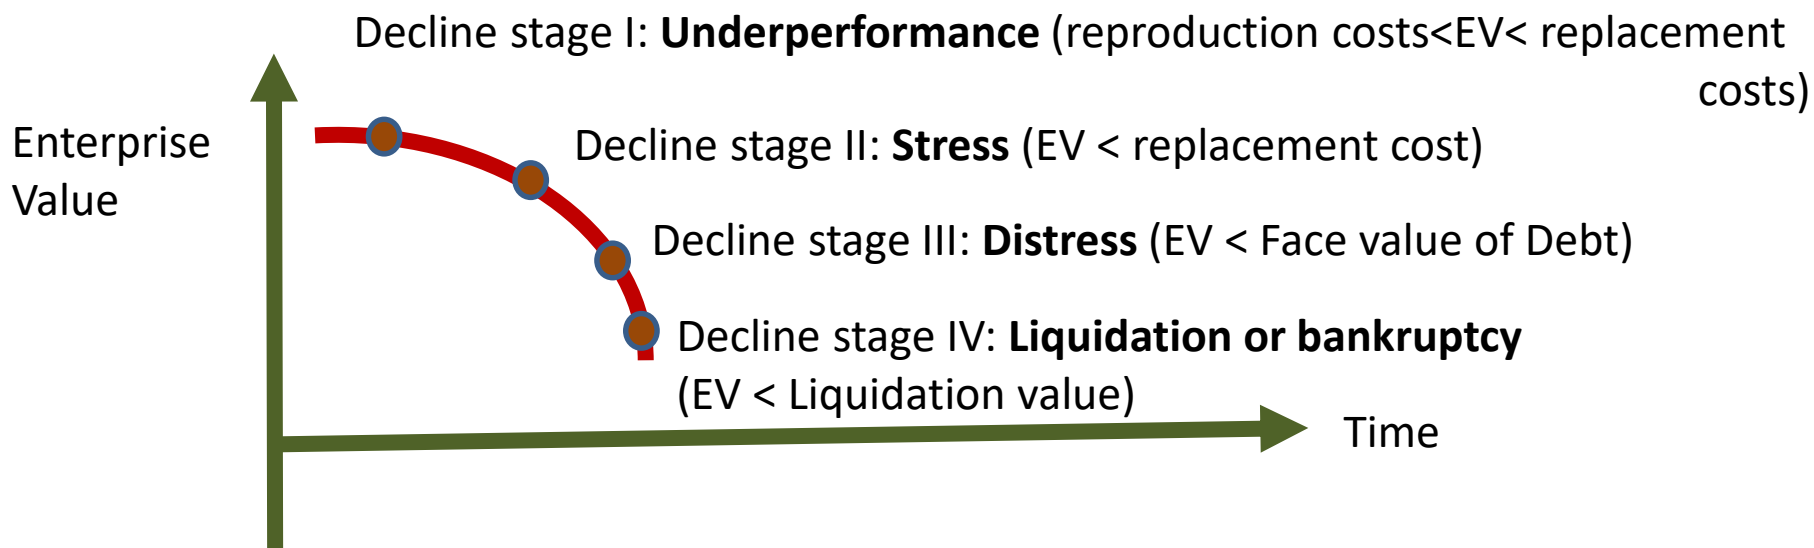 Decline stage I: Underperformance (reproduction costs<EV< replacement
costs)
Enterprise
Value
Decline stage II: Stress (EV < replacement cost)
Decline stage III: Distress (EV < Face value of Debt)
Decline stage IV: Liquidation or bankruptcy
(EV < Liquidation value)
Time